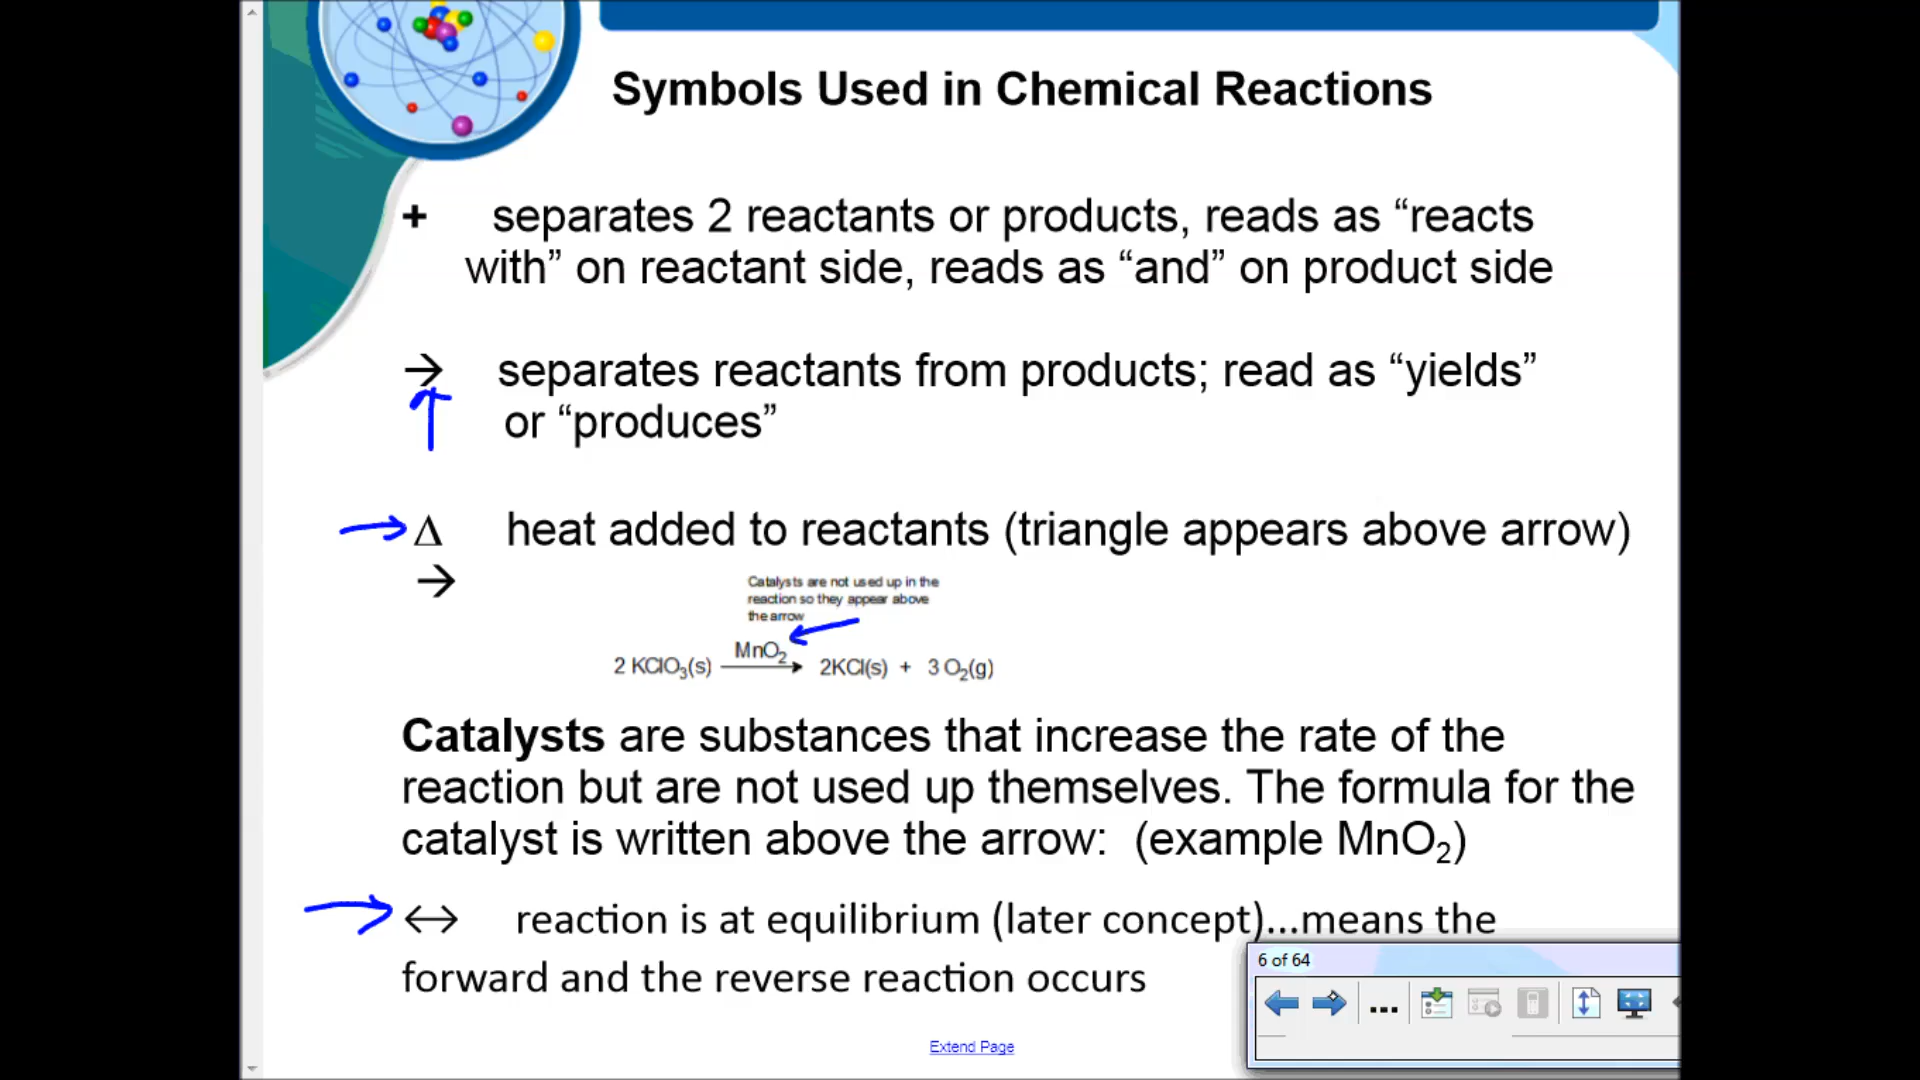 Symbols Used in Chemical Reactions
+ separates 2 reactants or products, reads as “reacts
with” on reactant side, reads as “and” on product side
→ separates reactants from products; read as “yields”
or “produces”
Δ heat added to reactants (triangle appears above arrow)
→
Catalysts are not used up in the
reaction so they appear above
the arrow
MnO₂
2 KClO₃(s) → 2KCl(s) + 3 O₂(g)
Catalysts are substances that increase the rate of the
reaction but are not used up themselves. The formula for the
catalyst is written above the arrow: (example MnO₂)
↔ reaction is at equilibrium (later concept)...means the
forward and the reverse reaction occurs
6 of 64
...
Extend Page